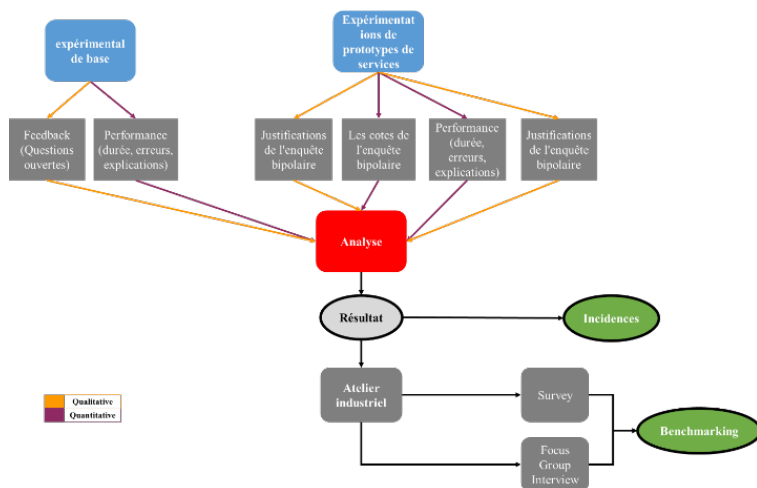 expérimental
de base
Expérimentat
ions de
prototypes de
services
Feedback
(Questions
ouvertes)
Performance
(durée, erreurs,
explications)
Justifications
de l'enquête
bipolaire
Les cotes de
l'enquête
bipolaire
Performance
(durée,
erreurs,
explications)
Justifications
de l'enquête
bipolaire
Analyse
Résultat
Incidences
Atelier
industriel
Survey
Qualitative
Quantitative
Benchmarking
Focus
Group
Interview